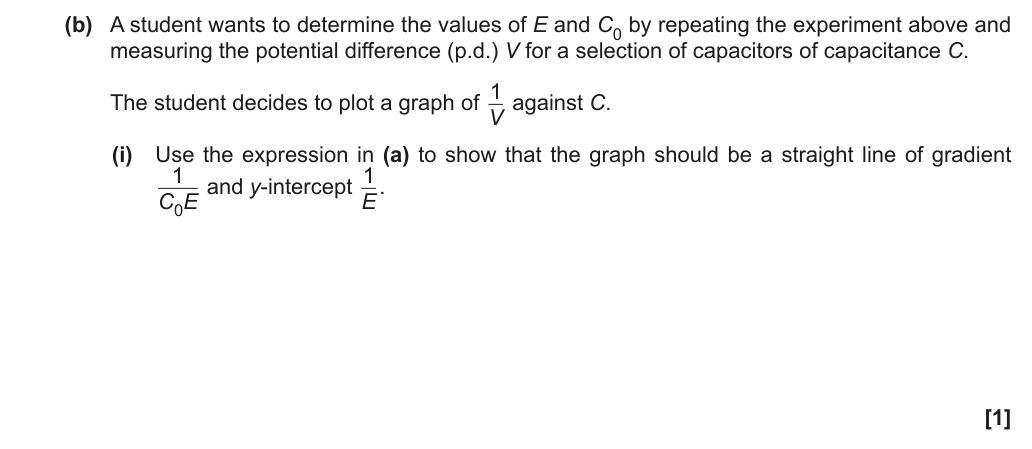 (b) A student wants to determine the values of E and C₀ by repeating the experiment above and
measuring the potential difference (p.d.) V for a selection of capacitors of capacitance C.
The student decides to plot a graph of 1/V against C.
(i) Use the expression in (a) to show that the graph should be a straight line of gradient
1/C₀E and y-intercept 1/E.
[1]